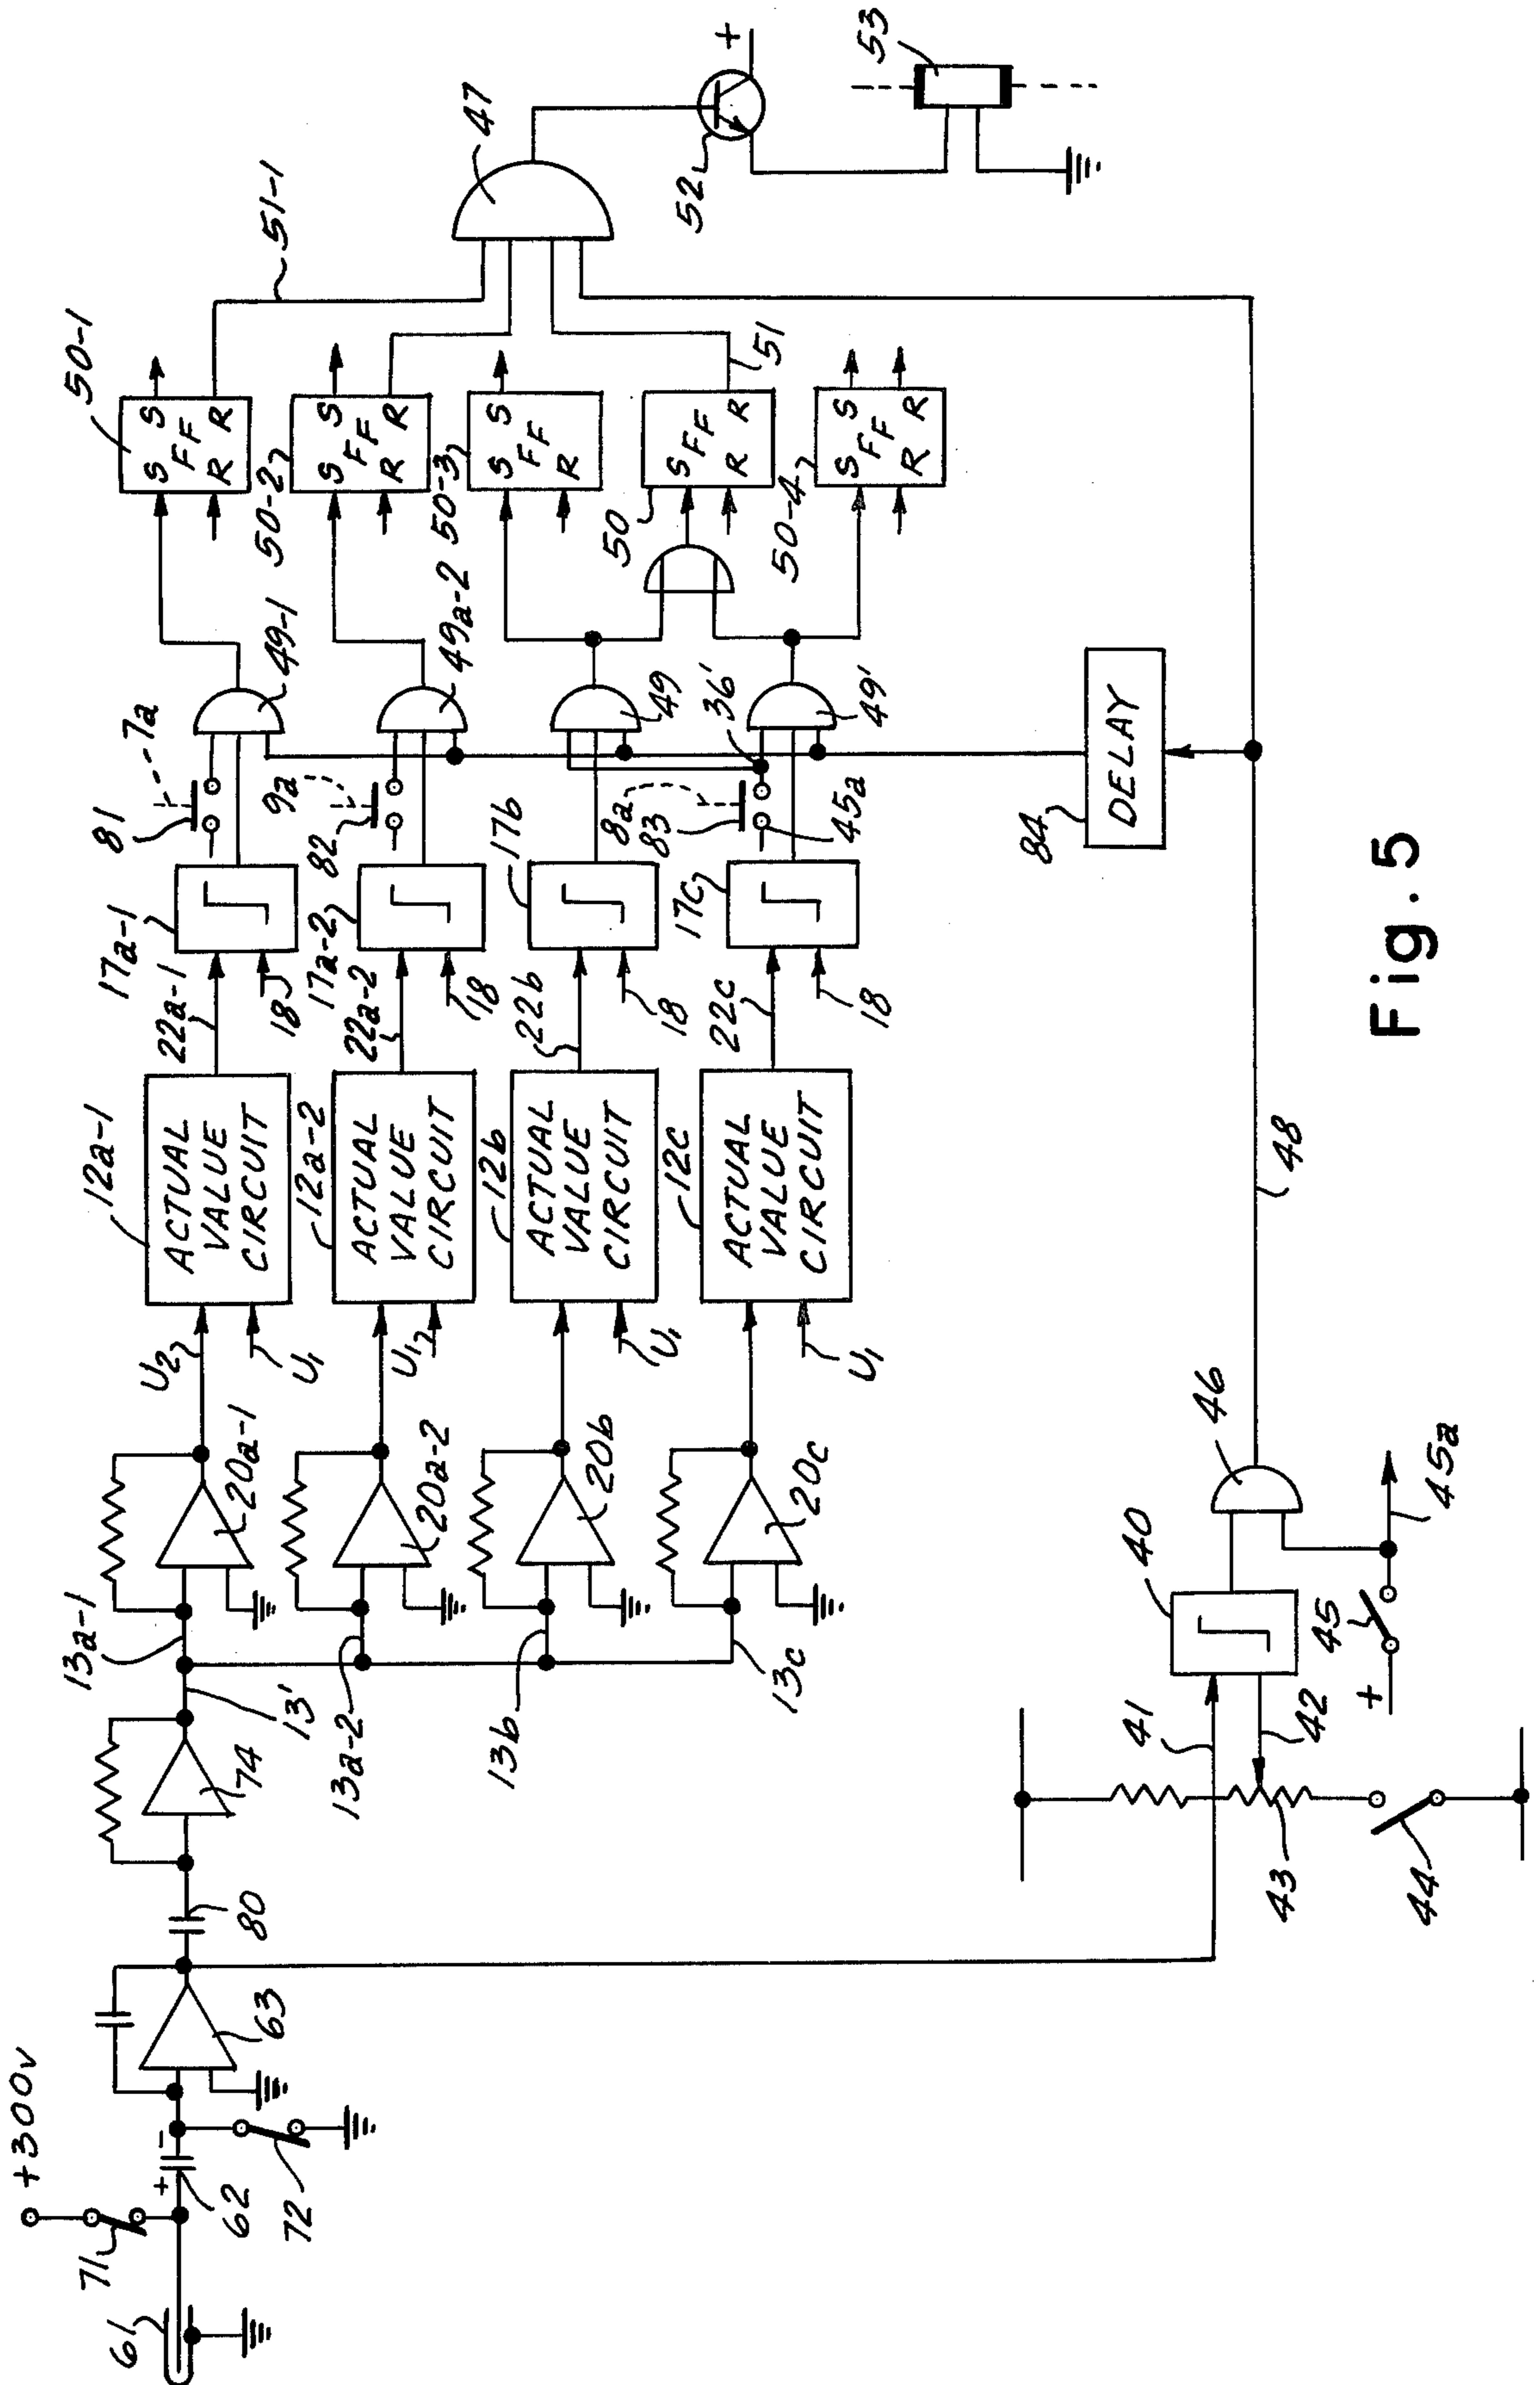 +300v
71
61
+
-
62
72
63
80
74
13'
13a-1
13a-2
13b
13c
20a-1
20a-2
20b
20c
U2
U1
U1
U1
U1
12a-1
ACTUAL
VALUE
CIRCUIT
12a-2
ACTUAL
VALUE
CIRCUIT
12b
ACTUAL
VALUE
CIRCUIT
12c
ACTUAL
VALUE
CIRCUIT
22a-1
22a-2
22b
22c
18
18
18
18
17a-1
17a-2
17b
17c
81
7a
82
9a
83
8a
45a
36'
49-1
49a-2
49
49'
50-1
S S
FF
R R
50-2
S S
FF
R R
50-3
S S
FF
R
50
S
FF
R R
50-4
S S
FF
R R
51-1
51
47
52
+
53
84
DELAY
41
42
43
44
40
45
+
45a
46
48
Fig. 5